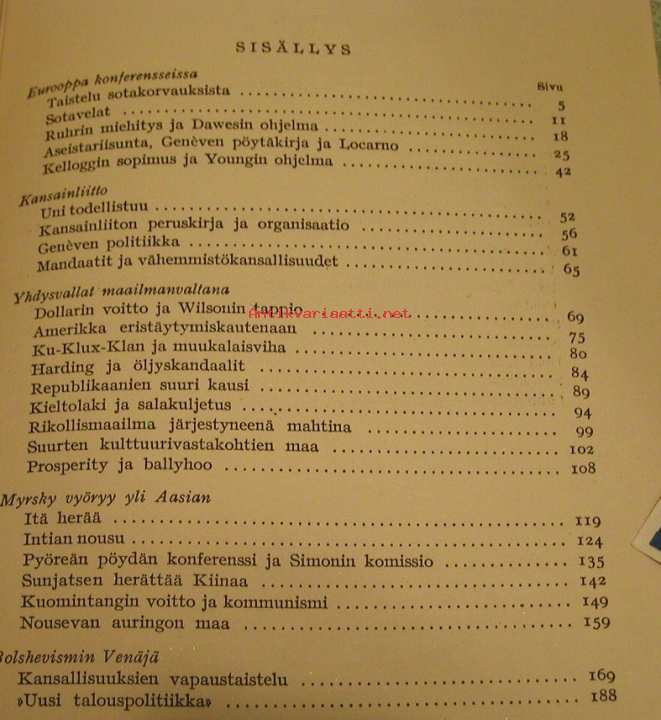 SISÄLLYS
Sivu
Eurooppa konferensseissa
Taistelu sotakorvauksista 5
Sotavelat 11
Ruhrin miehitys ja Dawesin ohjelma 18
Aseistariisunta, Genèven pöytäkirja ja Locarno 25
Kelloggin sopimus ja Youngin ohjelma 42
Kansainliitto
Uni todellistuu 52
Kansainliiton peruskirja ja organisaatio 56
Genèven politiikka 61
Mandaatit ja vähemmistökansallisuudet 65
Yhdysvallat maailmanvaltana
Dollarin voitto ja Wilsonin tappio 69
Antikvariaatti.net
Amerikka eristäytymiskautenaan 75
Ku-Klux-Klan ja muukalaisviha 80
Harding ja öljyskandaalit 84
Republikaanien suuri kausi 89
Kieltolaki ja salakuljetus 94
Rikollismaailma järjestyneenä mahtina 99
Suurten kulttuurivastakohtien maa 102
Prosperity ja ballyhoo 108
Myrsky vyöryy yli Aasian
Itä herää 119
Intian nousu 124
Pyöreän pöydän konferenssi ja Simonin komissio 135
Sunjatsen herättää Kiinaa 142
Kuomintangin voitto ja kommunismi 149
Nousevan auringon maa 159
Bolshevismin Venäjä
Kansallisuuksien vapaustaistelu 169
»Uusi talouspolitiikka» 188